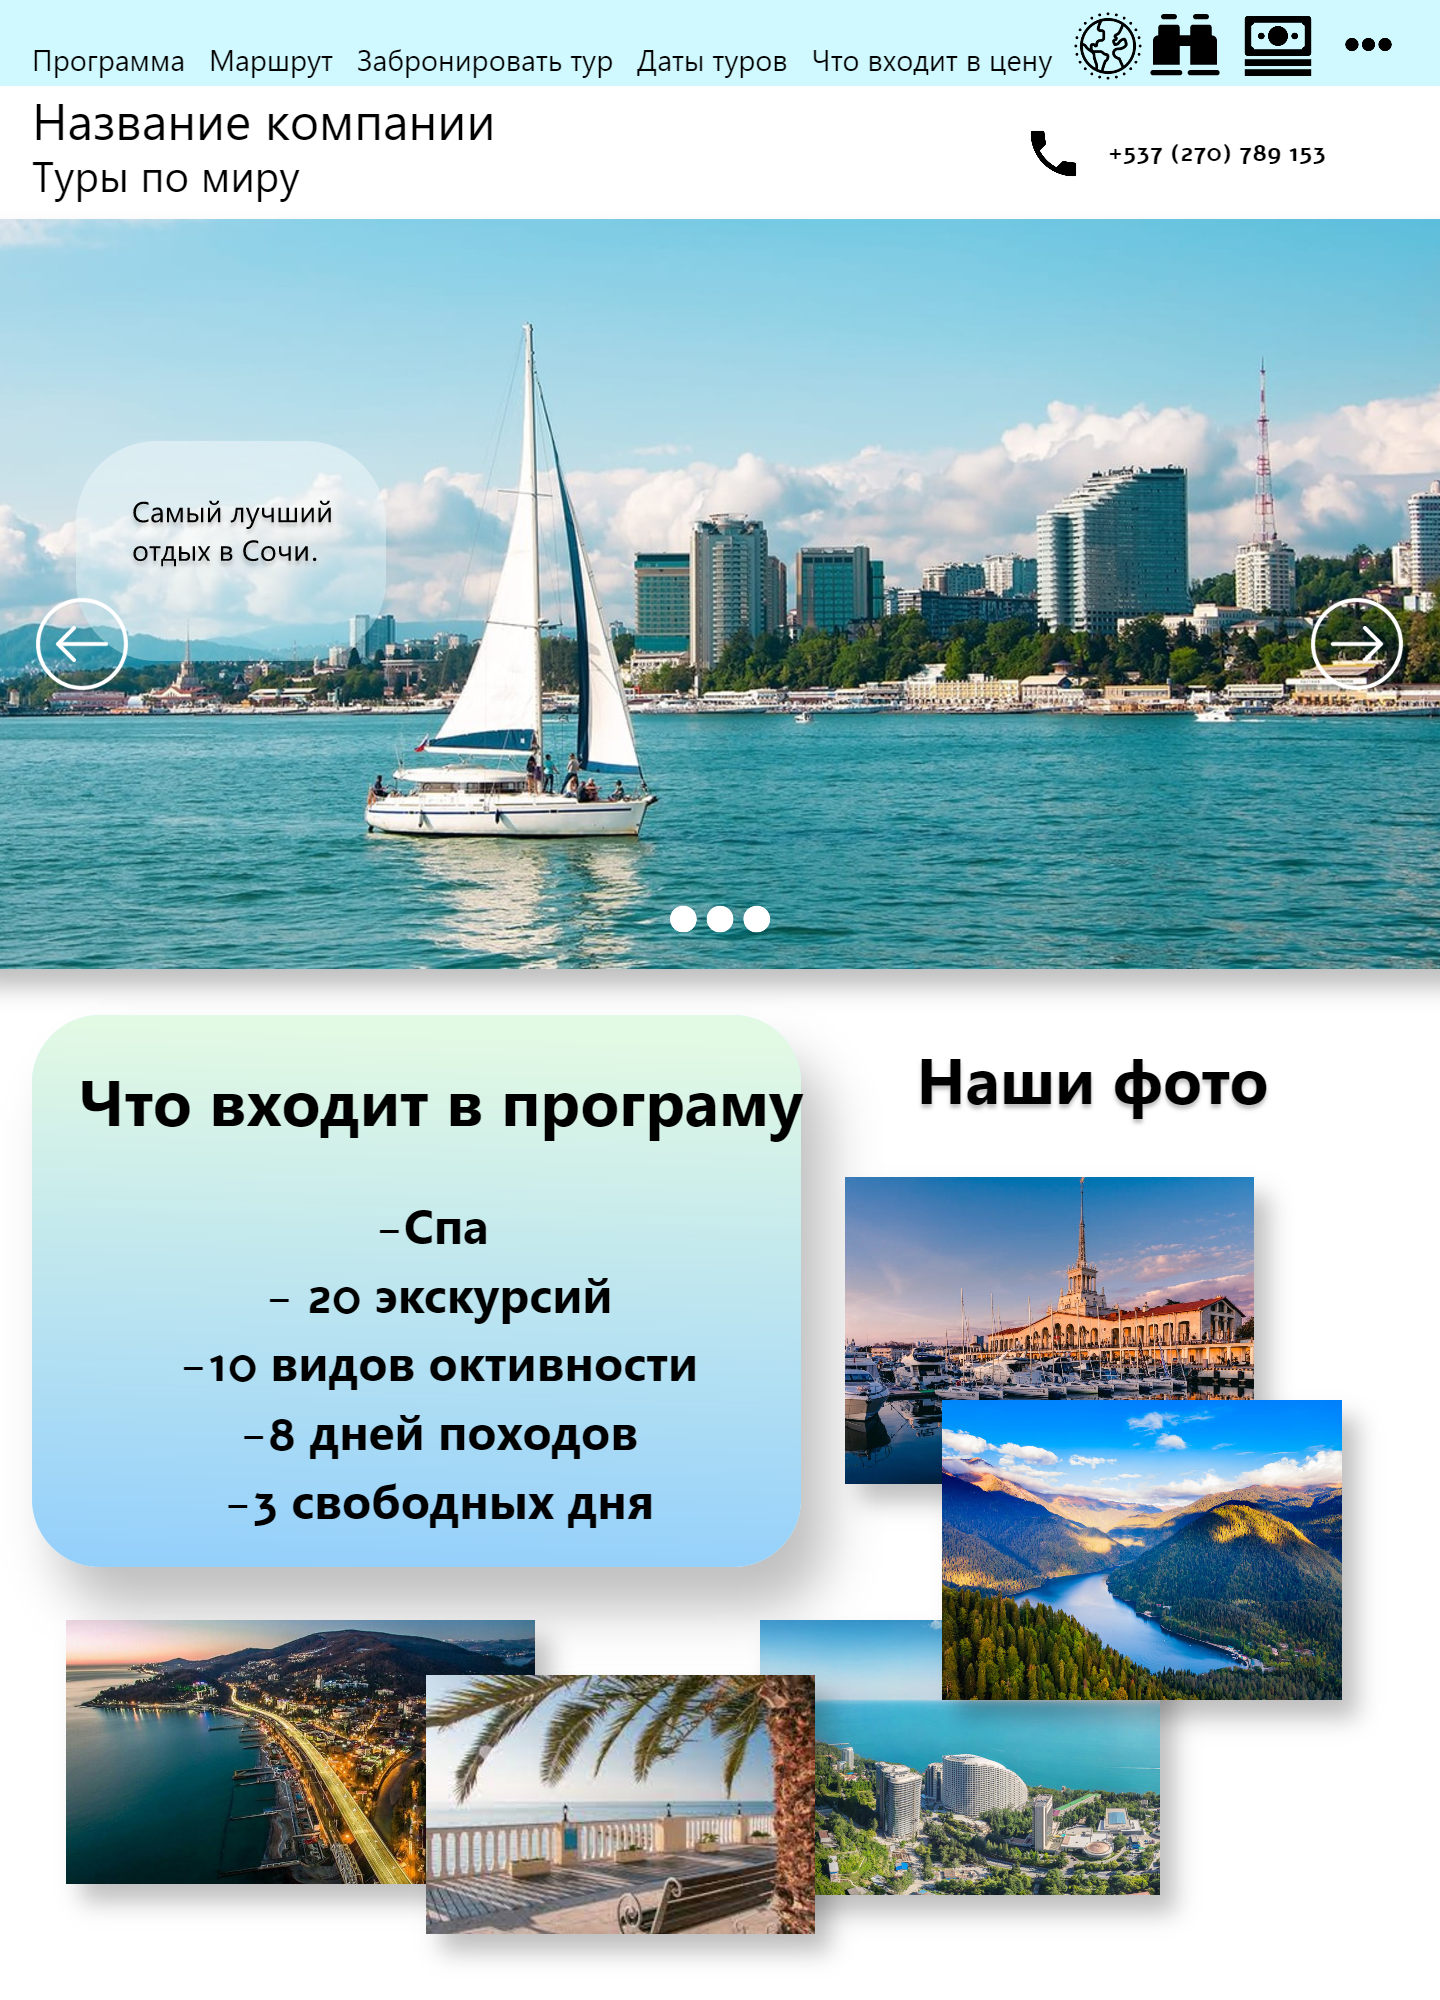 Программа Маршрут Забронировать тур Даты туров Что входит в цену
Название компании
Туры по миру
+537 (270) 789 153
Самый лучший
отдых в Сочи.
Что входит в програму
Наши фото
–Спа
– 20 экскурсий
–10 видов октивности
–8 дней походов
–3 свободных дня